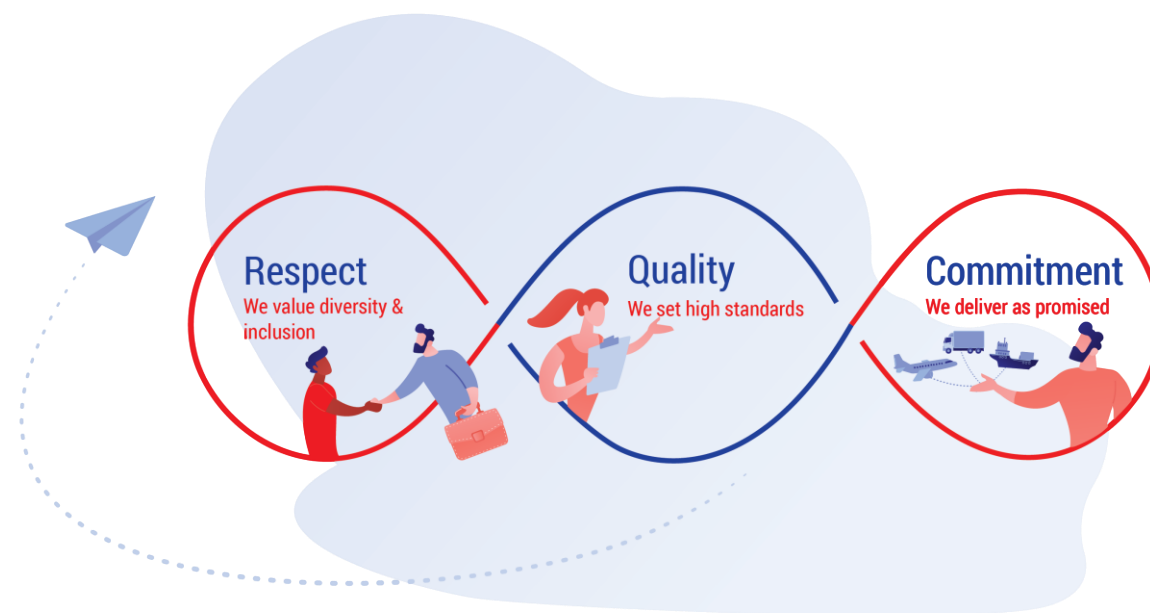 Respect
We value diversity &
inclusion
Quality
We set high standards
Commitment
We deliver as promised